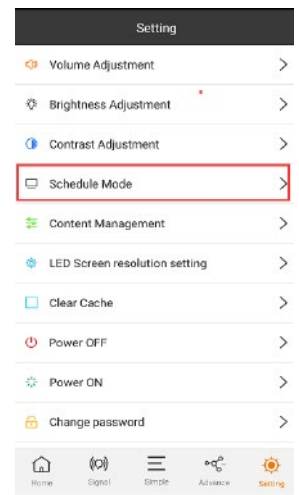 Setting
Volume Adjustment
Brightness Adjustment
Contrast Adjustment
Schedule Mode
Content Management
LED Screen resolution setting
Clear Cache
Power OFF
Power ON
Change password
Home Signal Simple Advance Setting